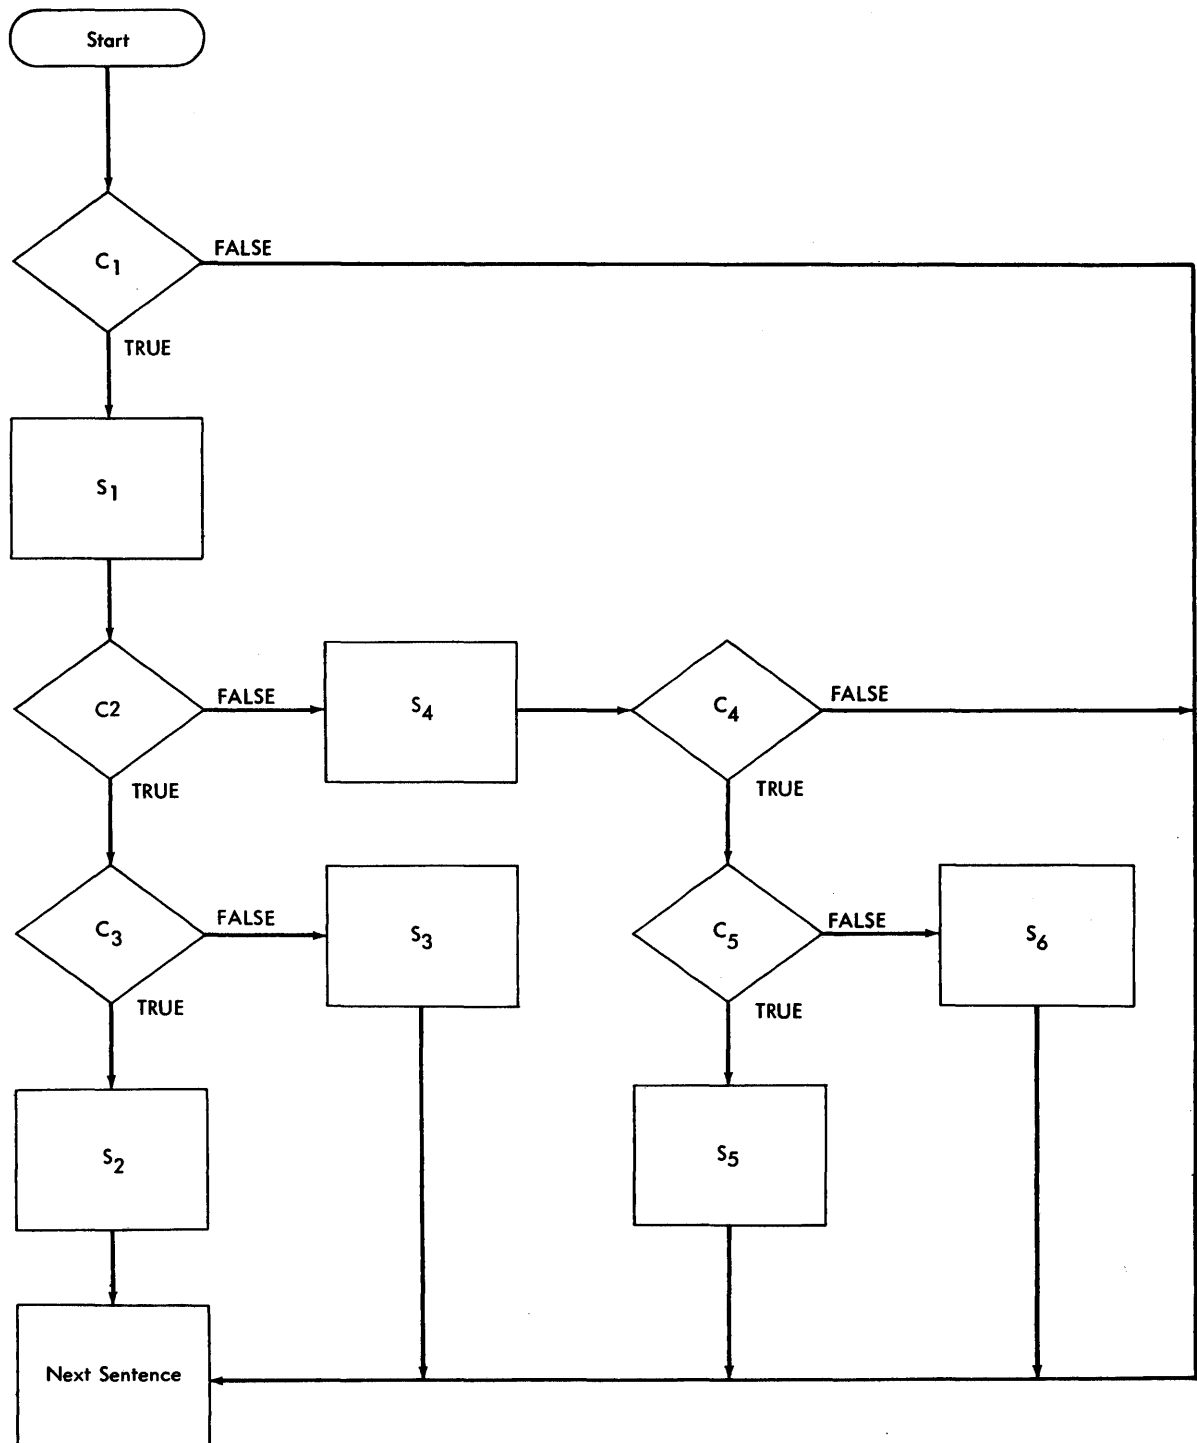 Start
C1
FALSE
TRUE
S1
C2
FALSE
S4
C4
FALSE
TRUE
TRUE
C3
FALSE
S3
C5
FALSE
S6
TRUE
TRUE
S2
S5
Next Sentence